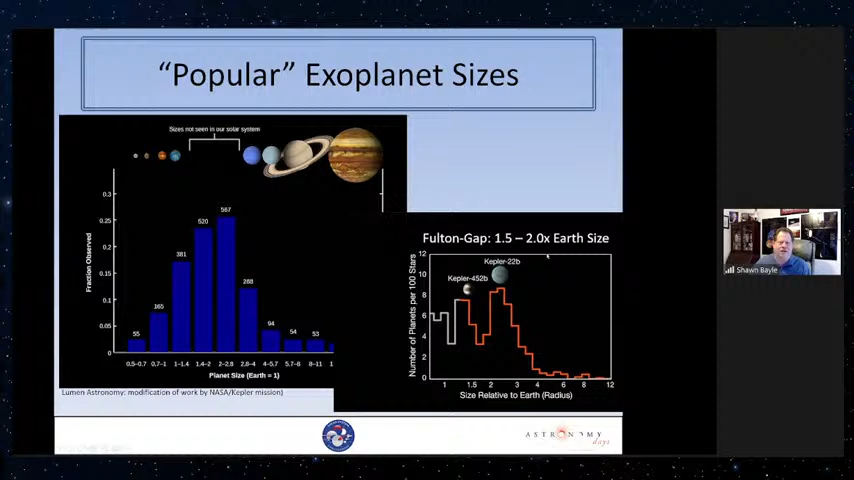 “Popular” Exoplanet Sizes
Sizes not seen in our solar system
Fraction Observed
0.3
0.25
0.2
0.15
0.1
0.05
0
55
165
381
520
567
288
94
54
53
0.5–0.7 0.7–1 1–1.4 1.4–2 2–2.8 2.8–4 4–5.7 5.7–8 8–11 1
Planet Size (Earth = 1)
Lumen Astronomy: modification of work by NASA/Kepler mission)
Fulton-Gap: 1.5 – 2.0x Earth Size
Number of Planets per 100 Stars
12
10
8
6
4
2
0
Kepler-22b
Kepler-452b
1 1.5 2 3 4 6 8 12
Size Relative to Earth (Radius)
ASTRONOMY
days
Shawn Bayle